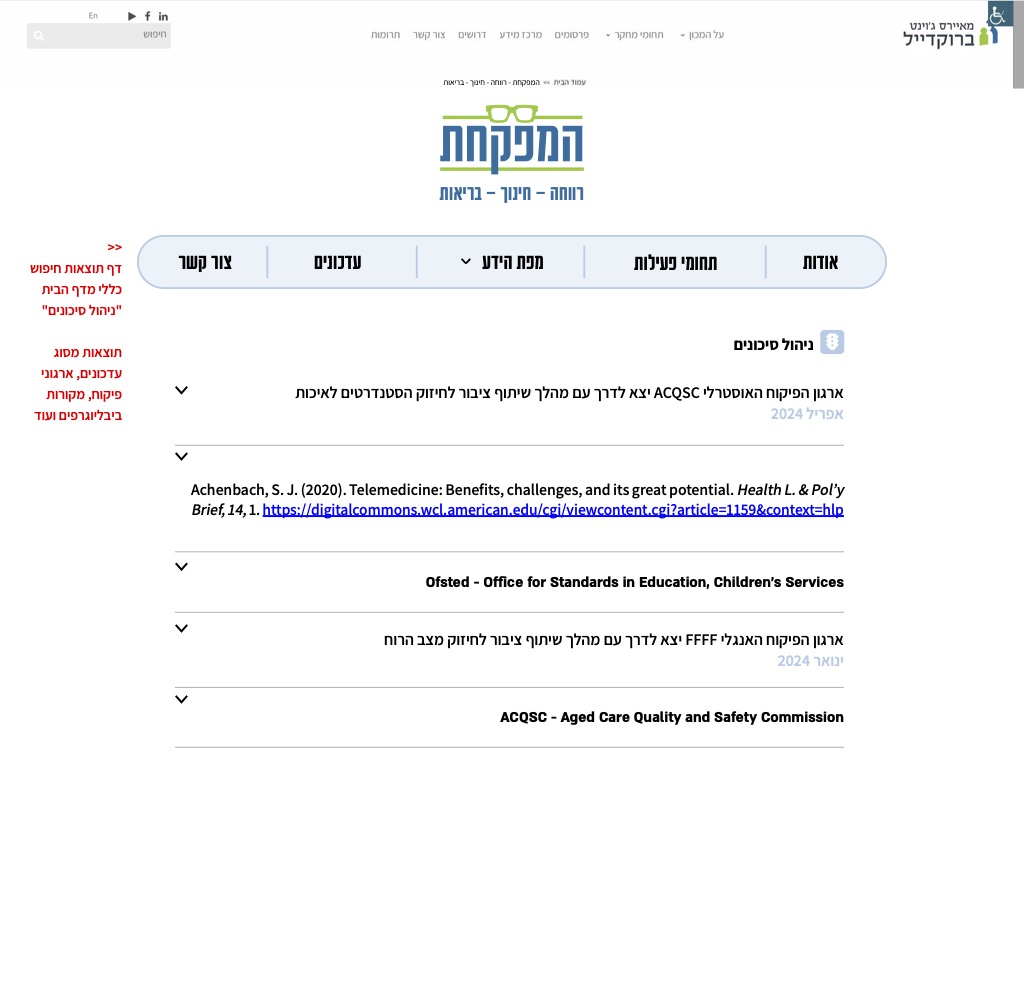 מאיירס ג'וינט
ברוקדייל
על המכון
תחומי מחקר
פרסומים
מרכז מידע
דרושים
צור קשר
תרומות
En
חיפוש
עמוד הבית >> המפקחת - רווחה - חינוך - בריאות
המפקחת
רווחה – חינוך – בריאות
אודות
תחומי פעילות
מפת הידע
עדכונים
צור קשר
<<
דף תוצאות חיפוש
כללי מדף הבית
"ניהול סיכונים"
תוצאות מסוג
עדכונים, ארגוני
פיקוח, מקורות
ביבליוגרפים ועוד
ניהול סיכונים
ארגון הפיקוח האוסטרלי ACQSC יצא לדרך עם מהלך שיתוף ציבור לחיזוק הסטנדרטים לאיכות
אפריל 2024
Achenbach, S. J. (2020). Telemedicine: Benefits, challenges, and its great potential. Health L. & Pol'y
Brief, 14, 1. https://digitalcommons.wcl.american.edu/cgi/viewcontent.cgi?article=1159&context=hlp
Ofsted - Office for Standards in Education, Children's Services
ארגון הפיקוח האנגלי FFFF יצא לדרך עם מהלך שיתוף ציבור לחיזוק מצב הרוח
ינואר 2024
ACQSC - Aged Care Quality and Safety Commission